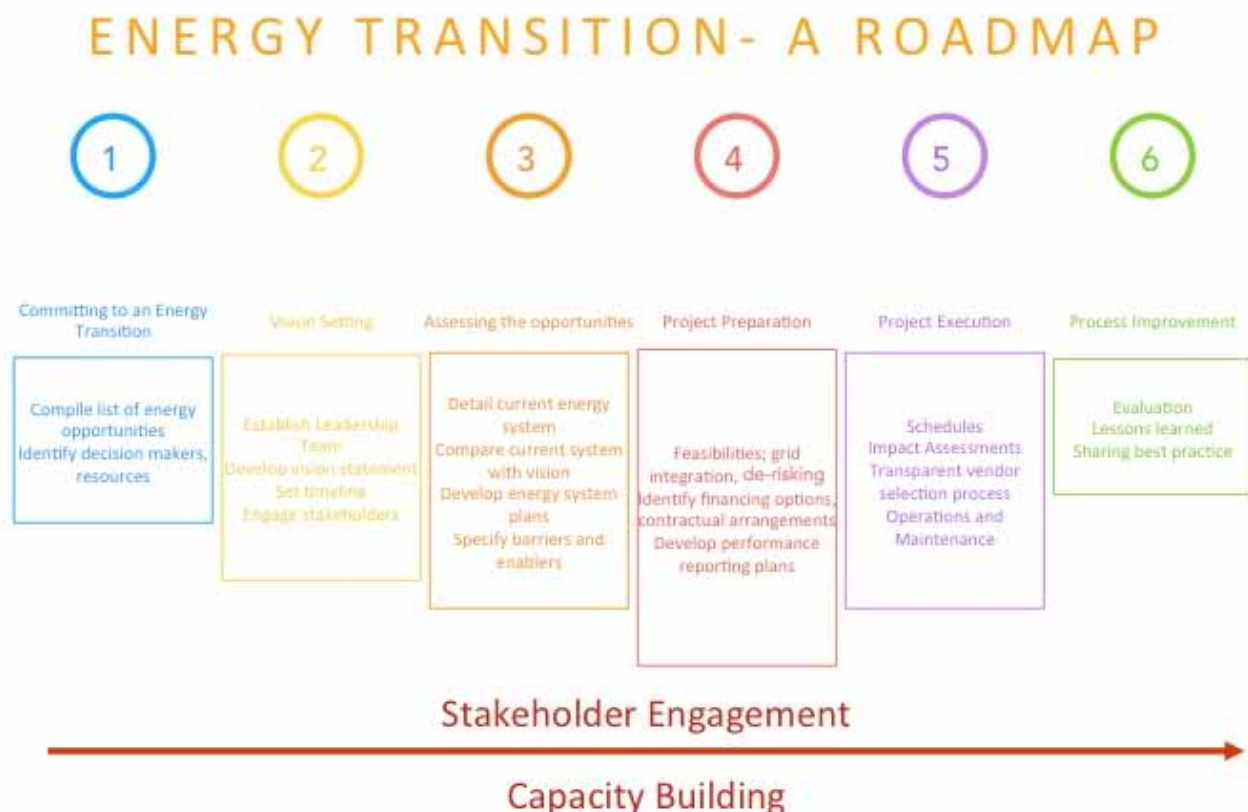 ENERGY TRANSITION- A ROADMAP
1
2
3
4
5
6
Committing to an Energy
Transition
Compile list of energy
opportunities
Identify decision makers,
resources
Vision Setting
Establish Leadership
Team
Develop vision statement
Set timeline
Engage stakeholders
Assessing the opportunities
Detail current energy
system
Compare current system
with vision
Develop energy system
plans
Specify barriers and
enablers
Project Preparation
Feasibilities; grid
integration, de-risking
Identify financing options,
contractual arrangements
Develop performance
reporting plans
Project Execution
Schedules
Impact Assessments
Transparent vendor
selection process
Operations and
Maintenance
Process Improvement
Evaluation
Lessons learned
Sharing best practice
Stakeholder Engagement
Capacity Building